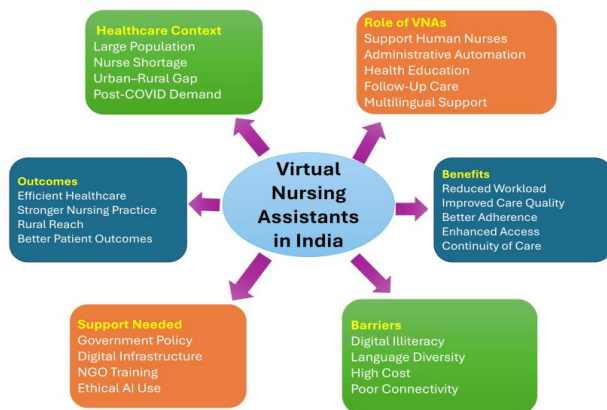 Healthcare Context
Large Population
Nurse Shortage
Urban–Rural Gap
Post-COVID Demand
Role of VNAs
Support Human Nurses
Administrative Automation
Health Education
Follow-Up Care
Multilingual Support
Virtual
Nursing
Assistants
in India
Outcomes
Efficient Healthcare
Stronger Nursing Practice
Rural Reach
Better Patient Outcomes
Benefits
Reduced Workload
Improved Care Quality
Better Adherence
Enhanced Access
Continuity of Care
Support Needed
Government Policy
Digital Infrastructure
NGO Training
Ethical AI Use
Barriers
Digital Illiteracy
Language Diversity
High Cost
Poor Connectivity